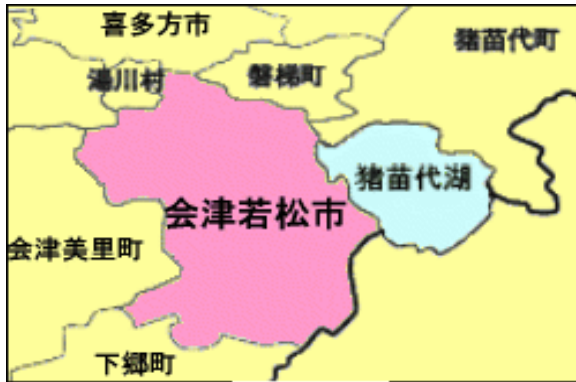 喜多方市
猪苗代町
湯川村
磐梯町
猪苗代湖
会津若松市
会津美里町
下郷町